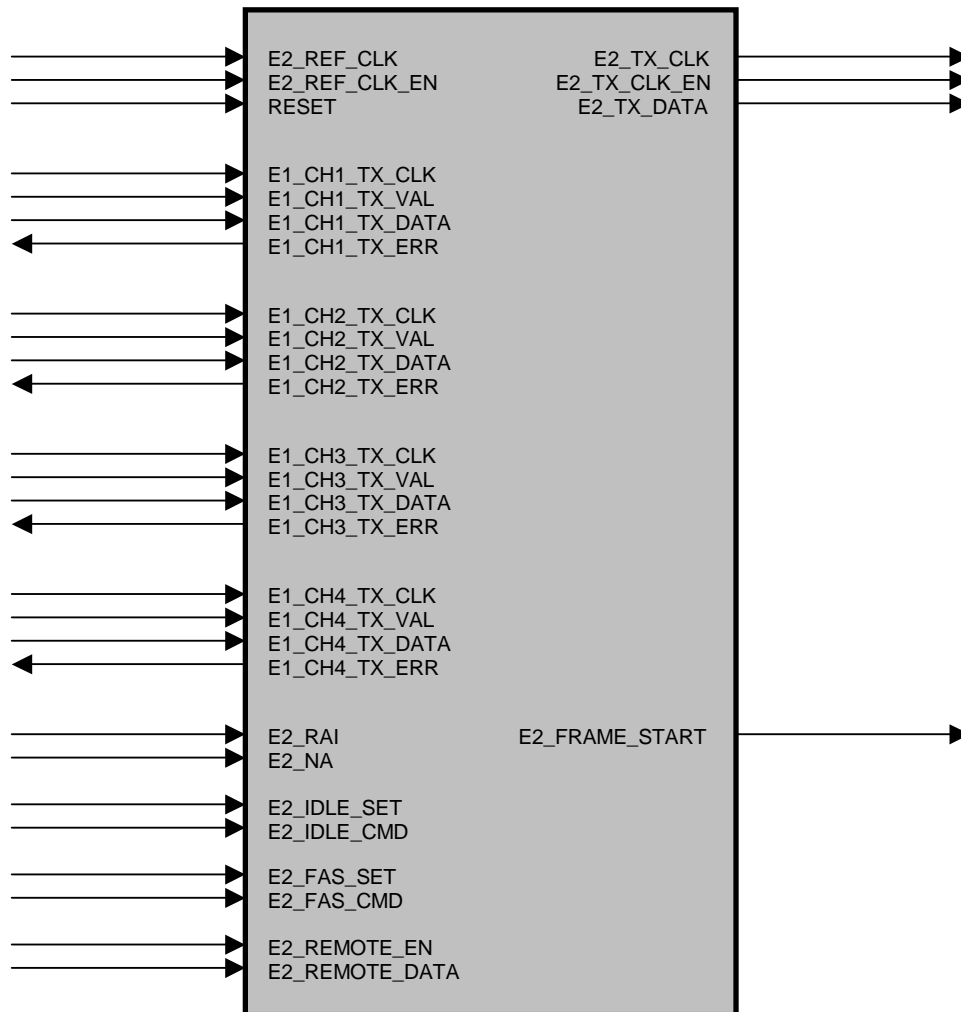 E2_REF_CLK E2_TX_CLK
E2_REF_CLK_EN E2_TX_CLK_EN
RESET E2_TX_DATA
E1_CH1_TX_CLK
E1_CH1_TX_VAL
E1_CH1_TX_DATA
E1_CH1_TX_ERR
E1_CH2_TX_CLK
E1_CH2_TX_VAL
E1_CH2_TX_DATA
E1_CH2_TX_ERR
E1_CH3_TX_CLK
E1_CH3_TX_VAL
E1_CH3_TX_DATA
E1_CH3_TX_ERR
E1_CH4_TX_CLK
E1_CH4_TX_VAL
E1_CH4_TX_DATA
E1_CH4_TX_ERR
E2_RAI E2_FRAME_START
E2_NA
E2_IDLE_SET
E2_IDLE_CMD
E2_FAS_SET
E2_FAS_CMD
E2_REMOTE_EN
E2_REMOTE_DATA